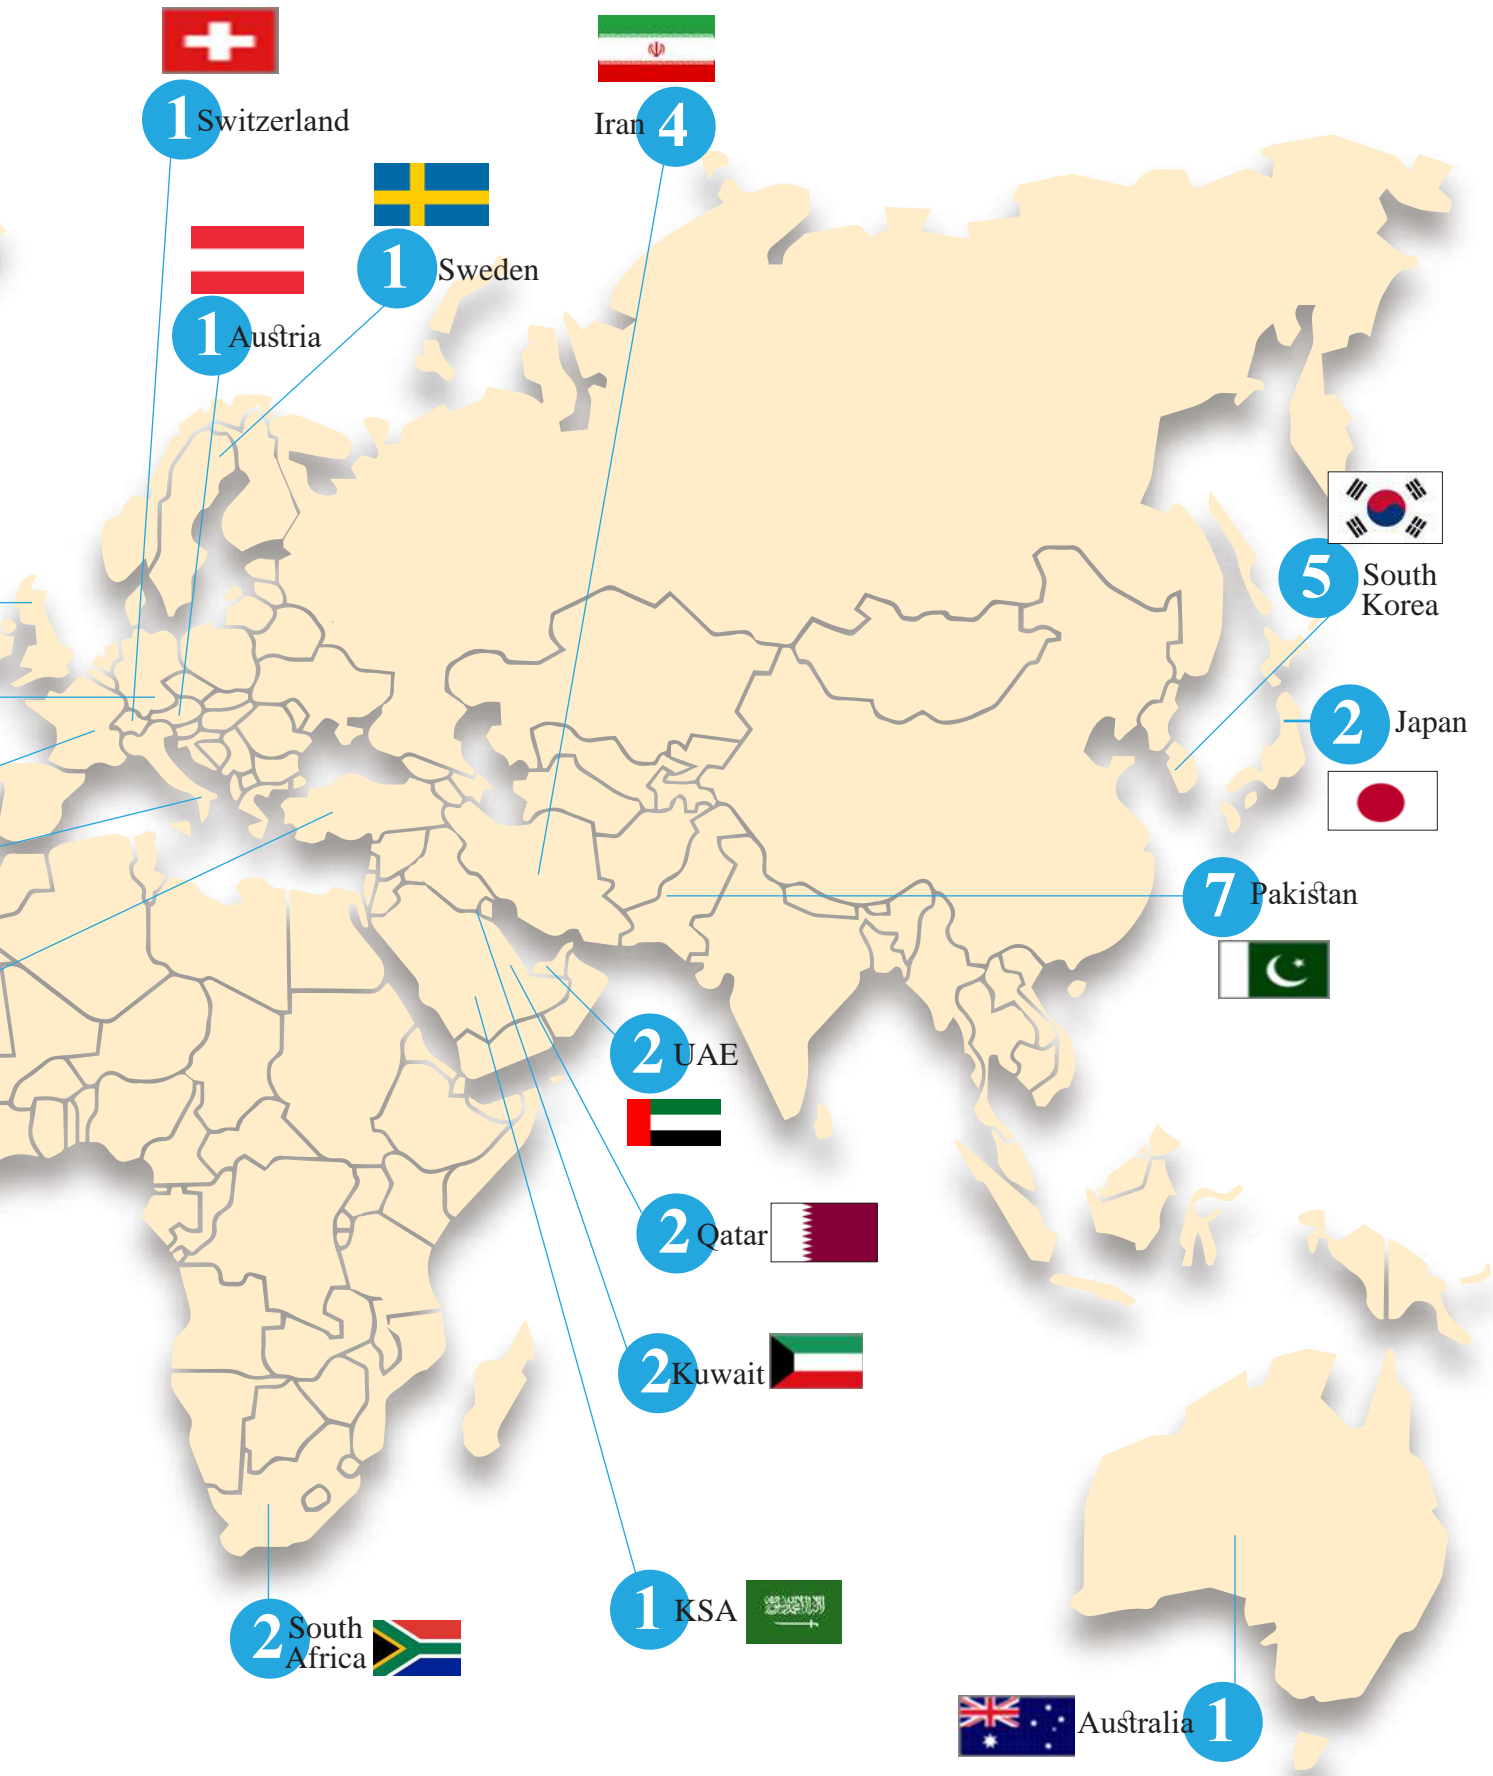 1 Switzerland
Iran 4
1 Sweden
1 Austria
5 South
Korea
2 Japan
7 Pakistan
2 UAE
2 Qatar
2 Kuwait
1 KSA
2 South
Africa
Australia 1